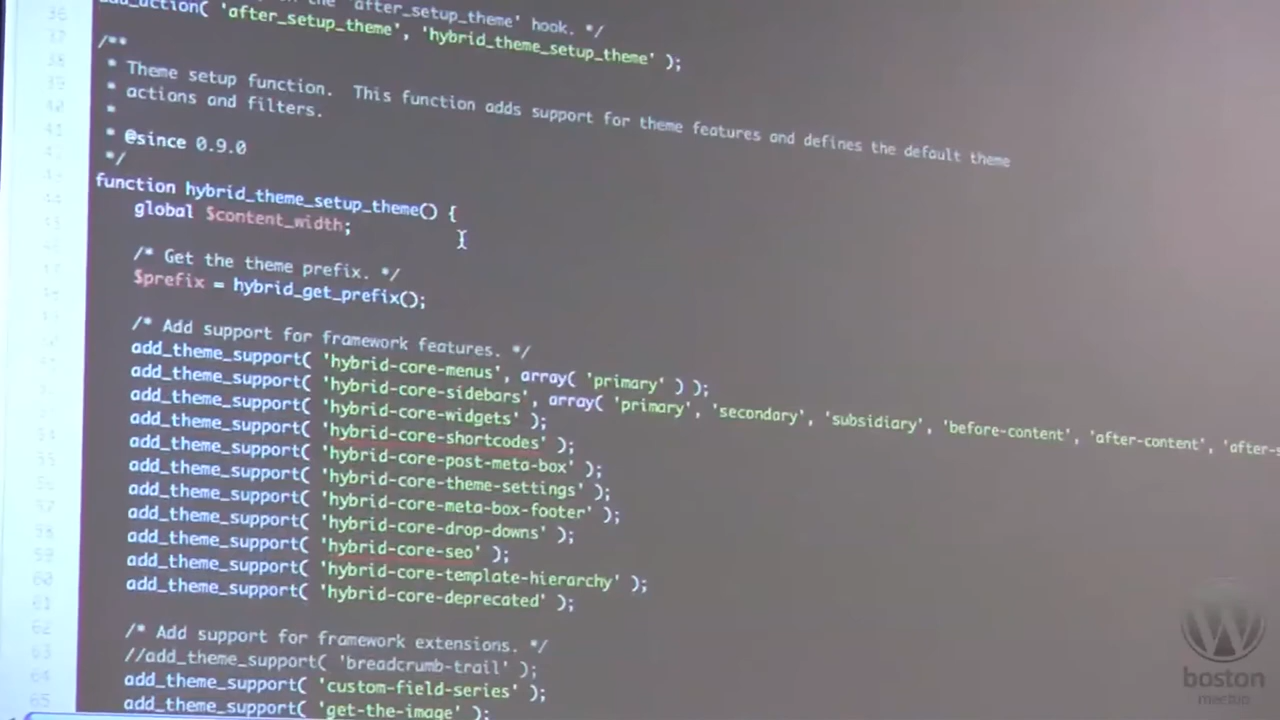 the 'after_setup_theme' hook. */
add_action( 'after_setup_theme', 'hybrid_theme_setup_theme' );
/**
* Theme setup function. This function adds support for theme features and defines the default theme
* actions and filters.
*
* @since 0.9.0
*/
function hybrid_theme_setup_theme() {
global $content_width;
/* Get the theme prefix. */
$prefix = hybrid_get_prefix();
/* Add support for framework features. */
add_theme_support( 'hybrid-core-menus', array( 'primary' ) );
add_theme_support( 'hybrid-core-sidebars', array( 'primary', 'secondary', 'subsidiary', 'before-content', 'after-content', 'after-s
add_theme_support( 'hybrid-core-widgets' );
add_theme_support( 'hybrid-core-shortcodes' );
add_theme_support( 'hybrid-core-post-meta-box' );
add_theme_support( 'hybrid-core-theme-settings' );
add_theme_support( 'hybrid-core-meta-box-footer' );
add_theme_support( 'hybrid-core-drop-downs' );
add_theme_support( 'hybrid-core-seo' );
add_theme_support( 'hybrid-core-template-hierarchy' );
add_theme_support( 'hybrid-core-deprecated' );
/* Add support for framework extensions. */
//add_theme_support( 'breadcrumb-trail' );
add_theme_support( 'custom-field-series' );
add_theme_support( 'get-the-image' );
boston
meetup